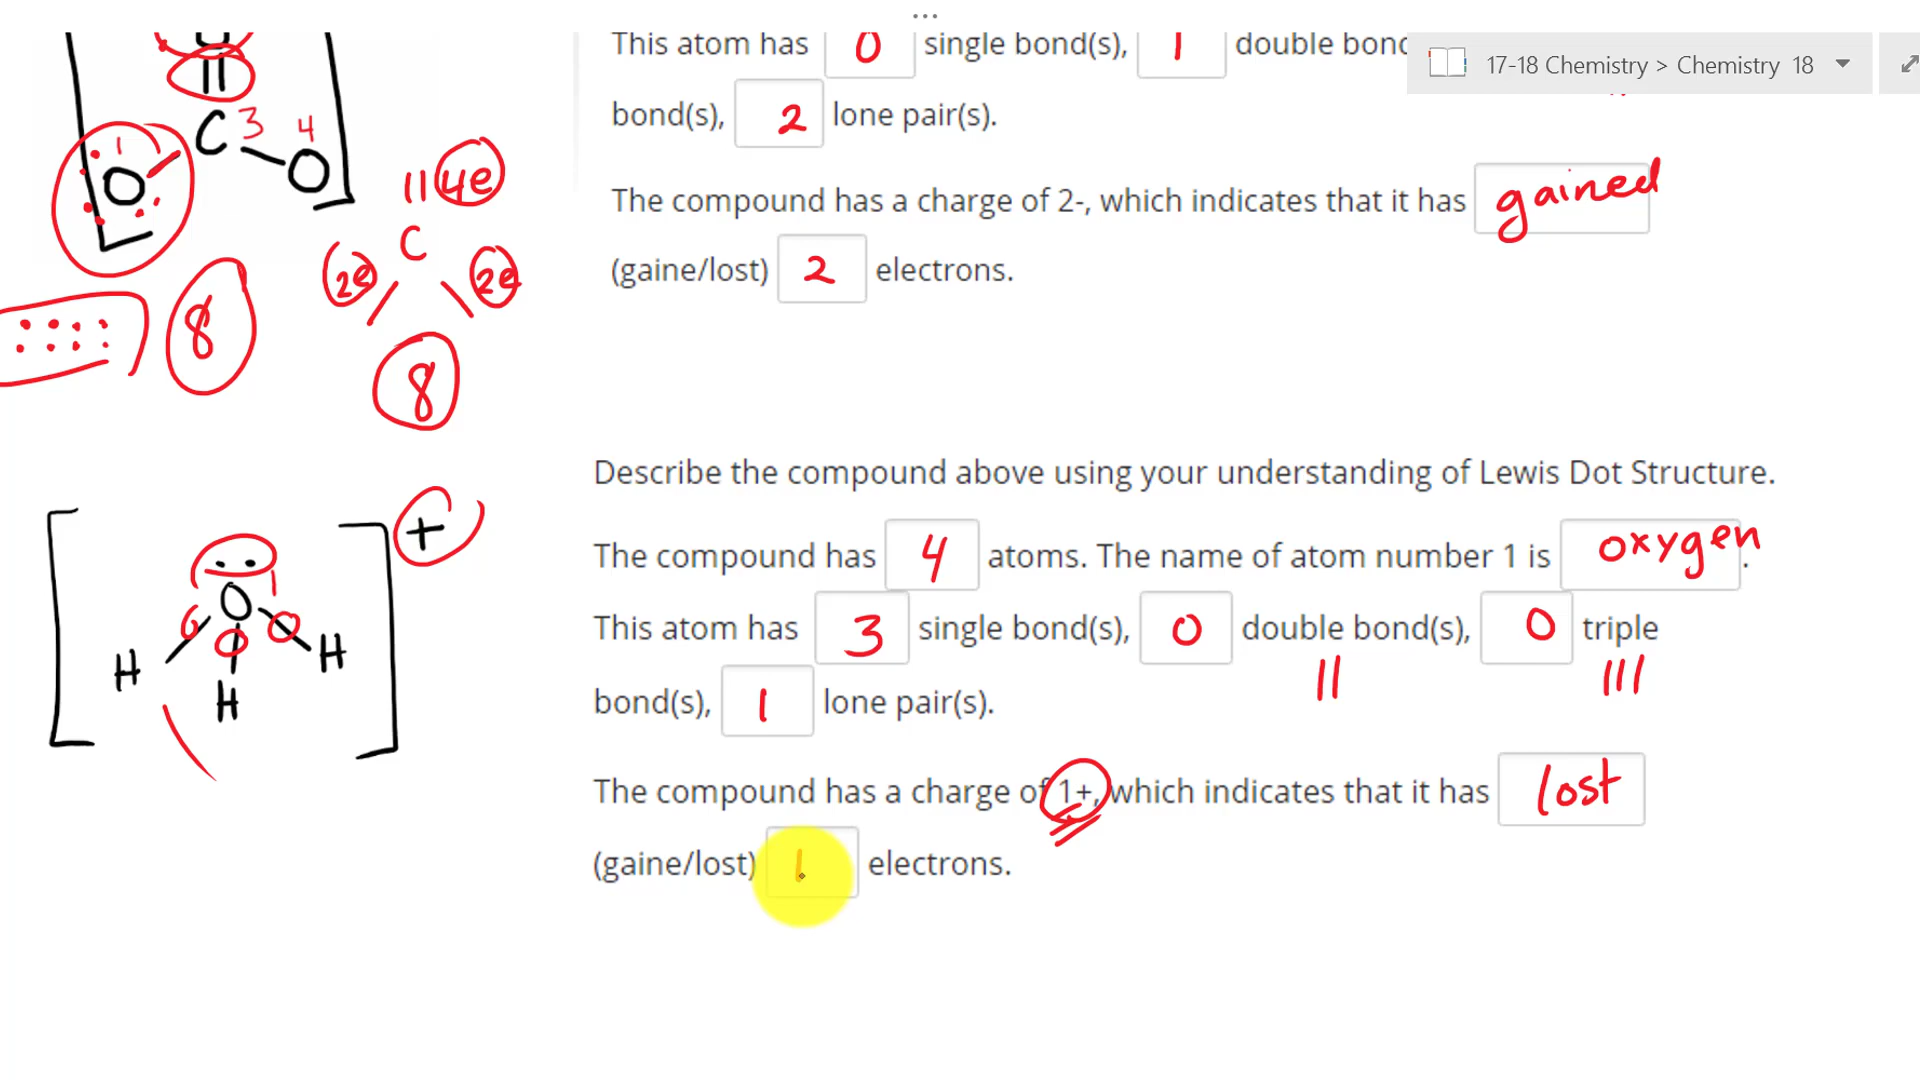 ...
This atom has 0 single bond(s), 1 double bond
17-18 Chemistry > Chemistry 18
bond(s), 2 lone pair(s).
The compound has a charge of 2-, which indicates that it has gained
(gaine/lost) 2 electrons.
C 3 4
1
O O
4e
C
2e 2e
8
8
Describe the compound above using your understanding of Lewis Dot Structure.
The compound has 4 atoms. The name of atom number 1 is oxygen.
This atom has 3 single bond(s), 0 double bond(s), 0 triple
bond(s), 1 lone pair(s).
The compound has a charge of 1+, which indicates that it has lost
(gaine/lost) 1 electrons.
+
O
H H
H